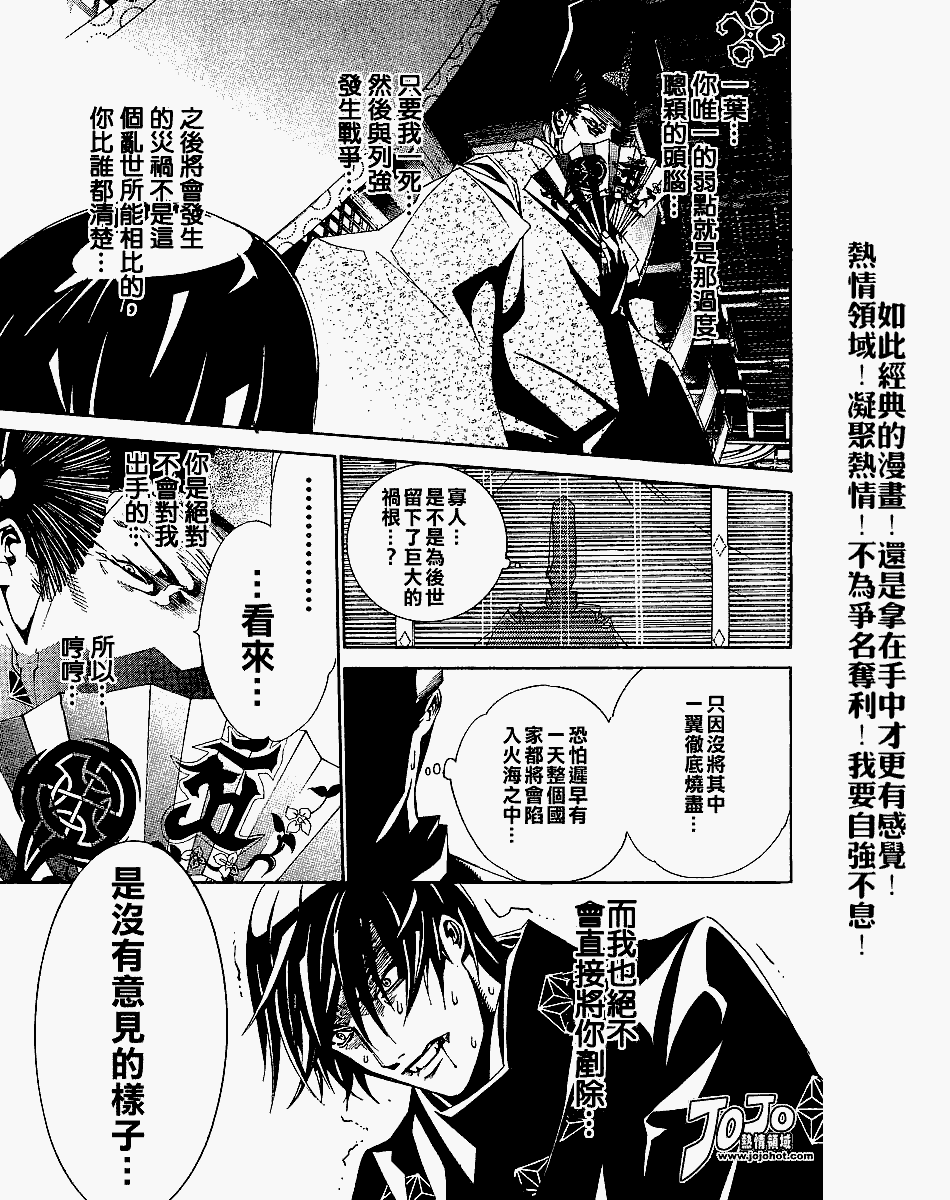 一葉…
你唯一的弱點就是那過度
聰穎的頭腦…
只要我一死…
然後與列強
發生戰爭…
之後將會發生
的災禍不是這
個亂世所能相比的，
你比誰都清楚…
寡人…
是不是為後世
留下了巨大的
禍根…?
…………
…看來…
你是絕對
不會對我
出手的…
所以…
哼哼…
只因沒將其中
一翼徹底燒盡…
恐怕遲早有
一天整個國
家都將會陷
入火海之中…
而我也絕不
會直接將你剷除…
是沒有意見的樣子…
如此經典的漫畫！還是拿在手中才更有感覺！
熱情領域！凝聚熱情！不為爭名奪利！我要自強不息！
JOJO
熱情領域
www.jojohot.com